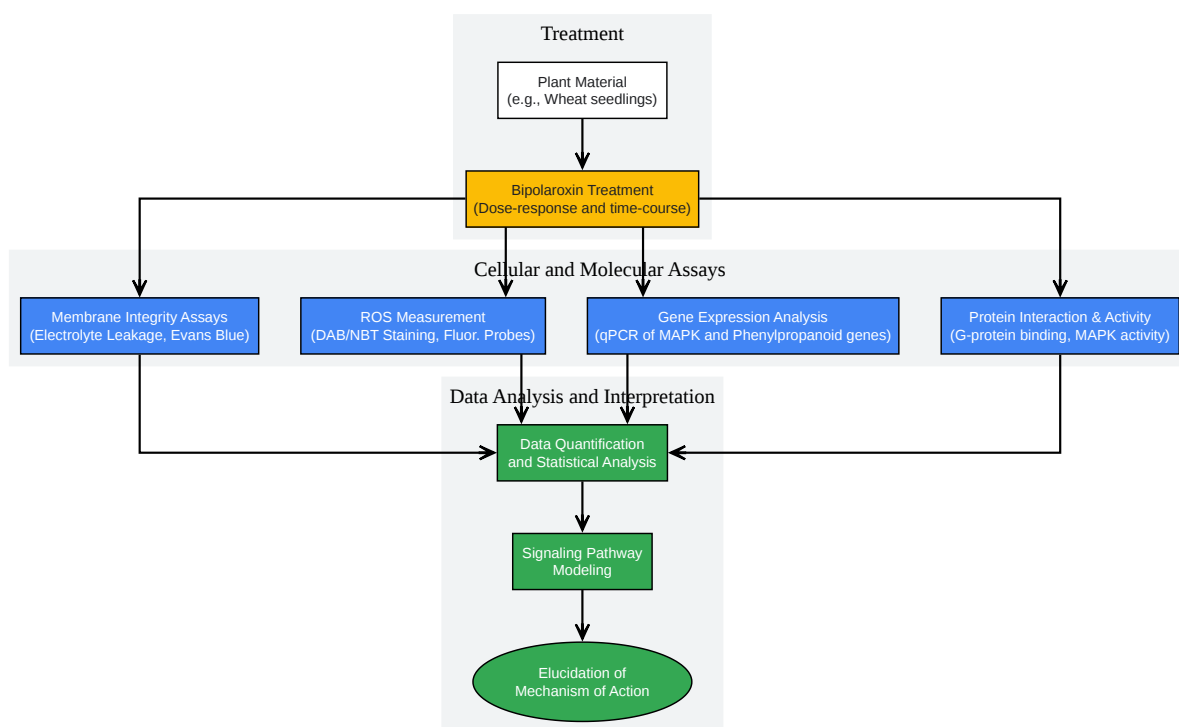 Treatment
Plant Material
(e.g., Wheat seedlings)
Bipolaroxin Treatment
(Dose-response and time-course)
Cellular and Molecular Assays
Membrane Integrity Assays
(Electrolyte Leakage, Evans Blue)
ROS Measurement
(DAB/NBT Staining, Fluor. Probes)
Gene Expression Analysis
(qPCR of MAPK and Phenylpropanoid genes)
Protein Interaction & Activity
(G-protein binding, MAPK activity)
Data Analysis and Interpretation
Data Quantification
and Statistical Analysis
Signaling Pathway
Modeling
Elucidation of
Mechanism of Action